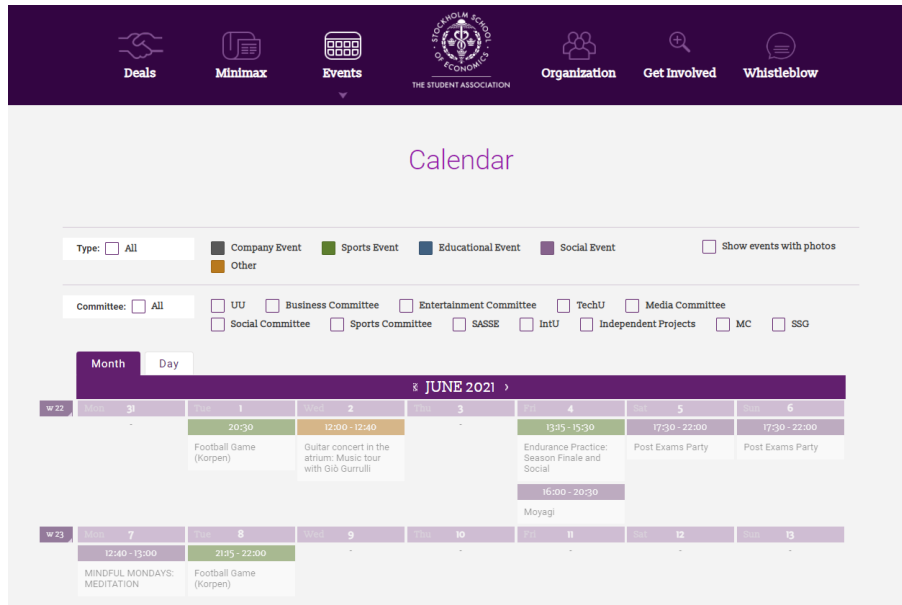 STOCKHOLM SCHOOL OF ECONOMICS
THE STUDENT ASSOCIATION
Deals
Minimax
Events
Organization
Get Involved
Whistleblow
Calendar
Type: All
Company Event Sports Event Educational Event Social Event
Other
Show events with photos
Committee: All
UU Business Committee Entertainment Committee TechU Media Committee
Social Committee Sports Committee SASSE IntU Independent Projects MC SSG
Month Day
JUNE 2021 ›
W 22 Mon 31 Tue 1 Wed 2 Thu 3 Fri 4 Sat 5 Sun 6
-
20:30
Football Game
(Korpen)
12:00 - 12:40
Guitar concert in the
atrium: Music tour
with Giò Gurrulli
-
13:15 - 15:30
Endurance Practice:
Season Finale and
Social
16:00 - 20:30
Moyagi
17:30 - 22:00
Post Exams Party
17:30 - 22:00
Post Exams Party
W 23 Mon 7 Tue 8 Wed 9 Thu 10 Fri 11 Sat 12 Sun 13
12:40 - 13:00
MINDFUL MONDAYS:
MEDITATION
21:15 - 22:00
Football Game
(Korpen)
-
-
-
-
-